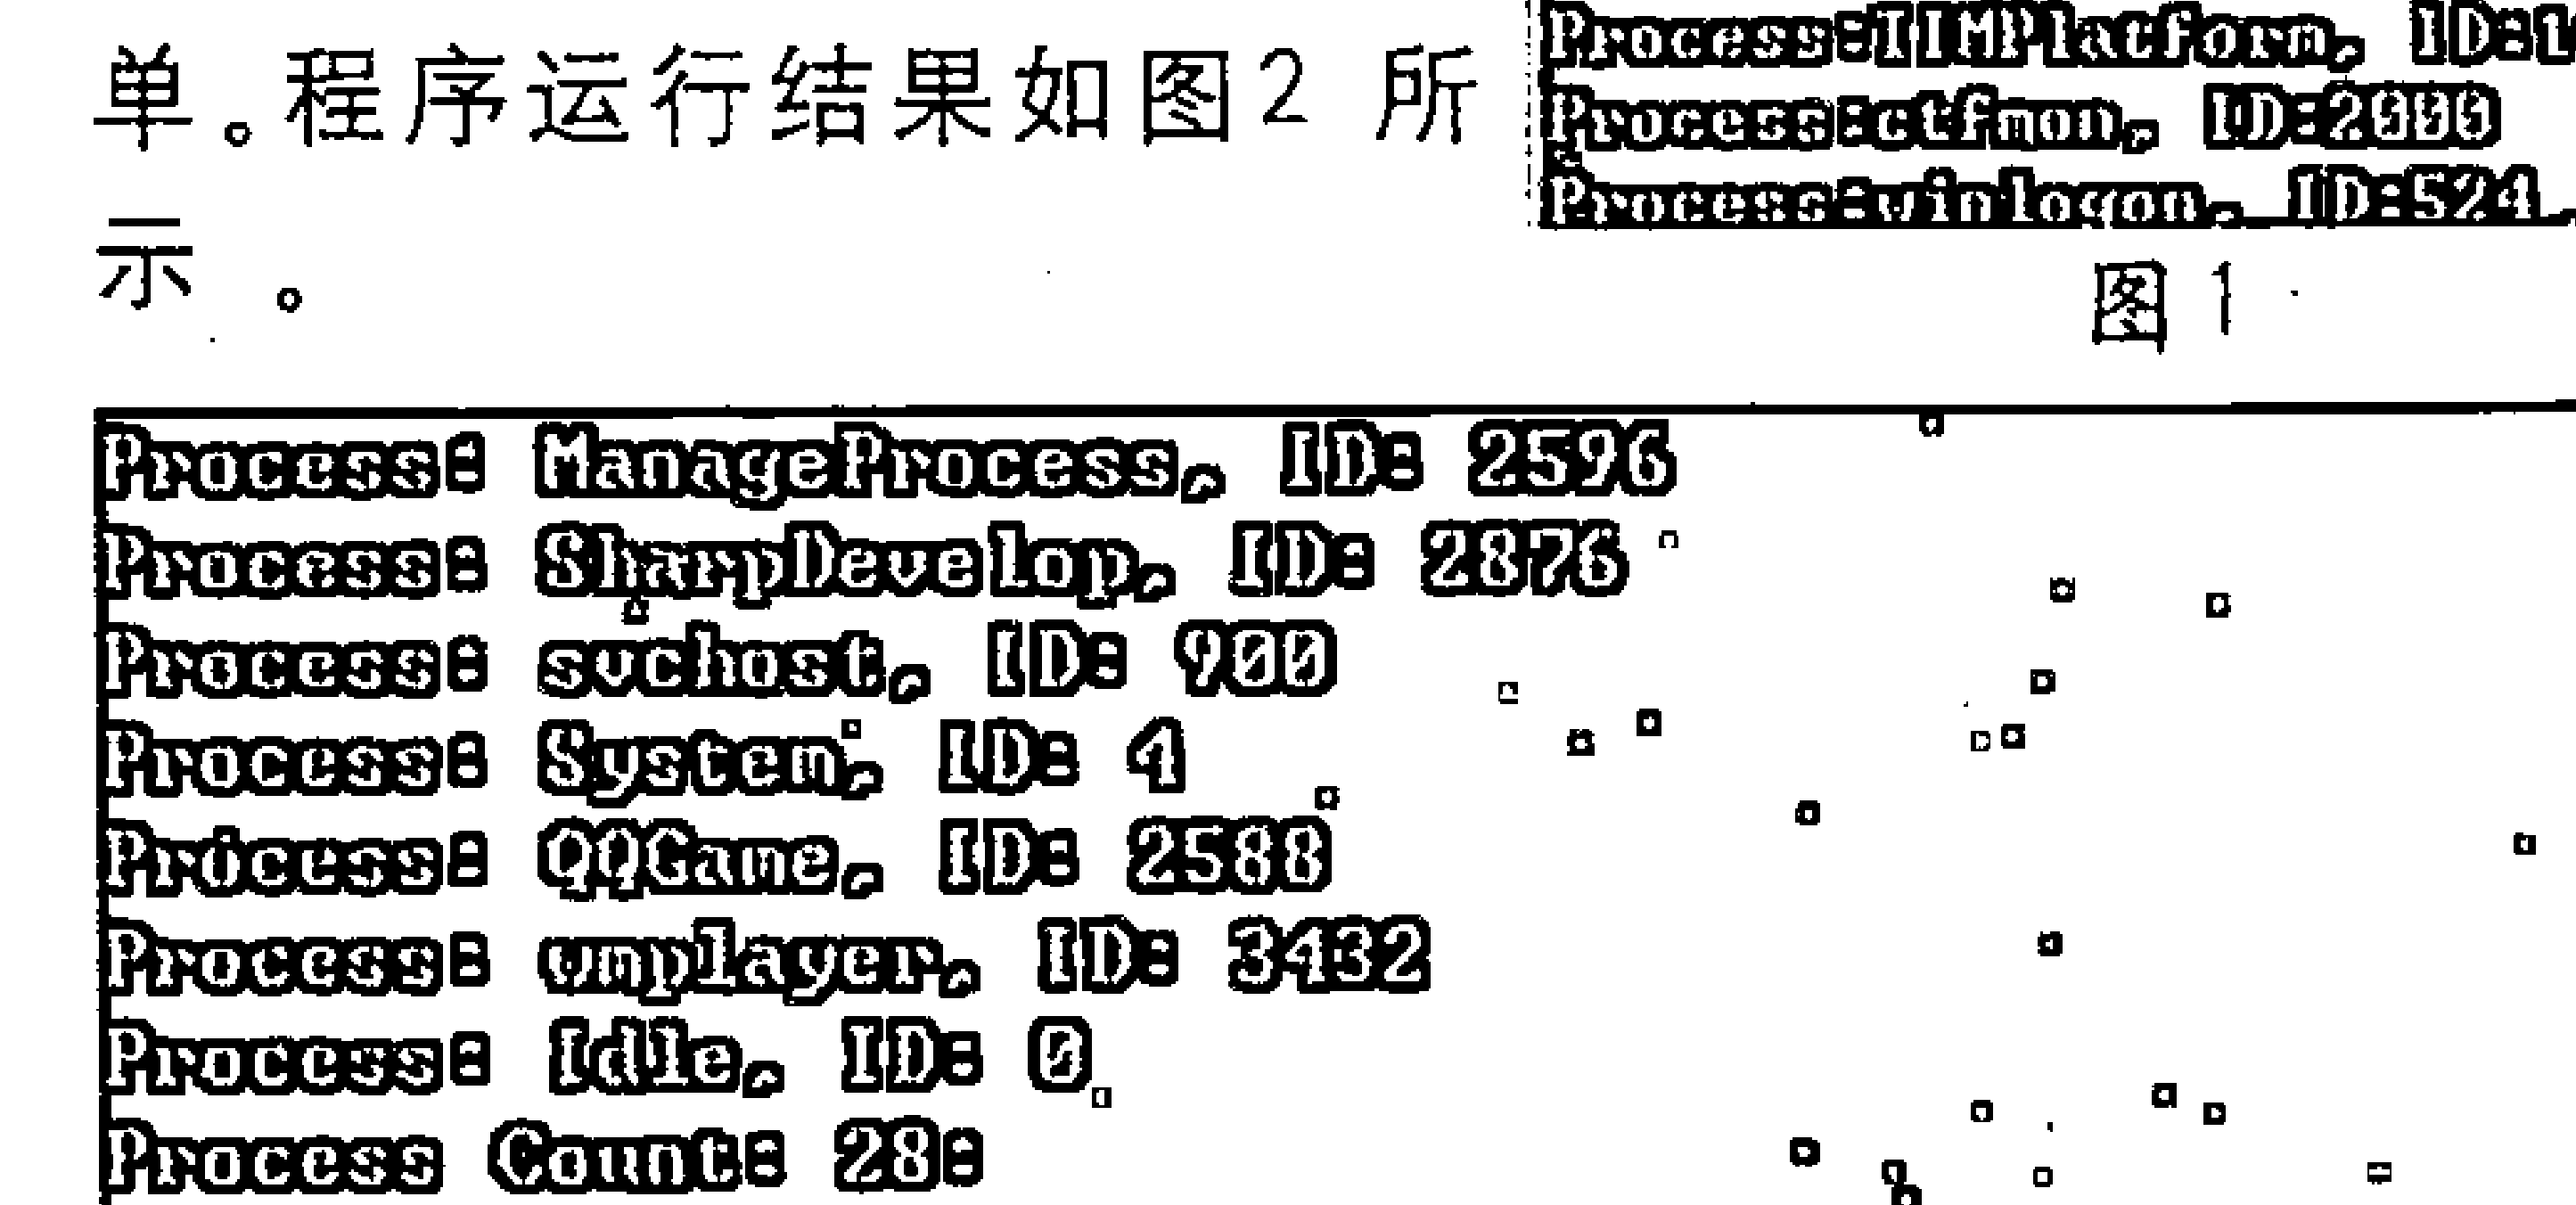 单。程序运行结果如图2 所
示 。
Process:TIMPlatform, ID:1
Process:ctfmon, ID:2000
Process:winlogon, ID:524
图1
Process: ManageProcess, ID: 2596
Process: SharpDevelop, ID: 2876
Process: svchost, ID: 900
Process: System, ID: 4
Process: QQGame, ID: 2588
Process: wmplayer, ID: 3432
Process: Idle, ID: 0
Process Count: 28: